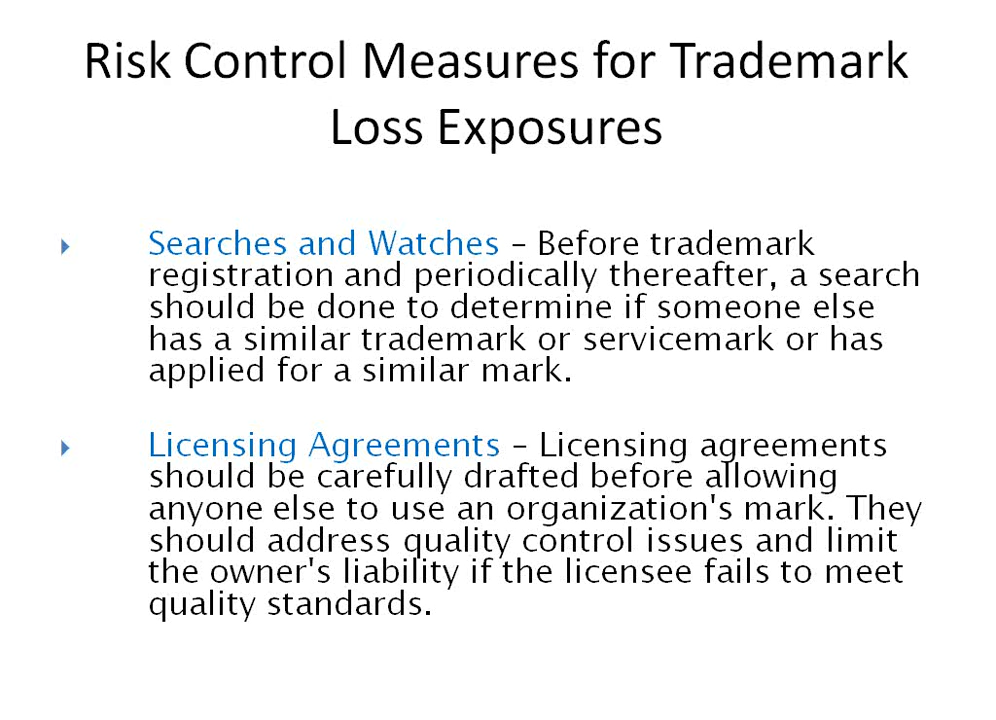 Risk Control Measures for Trademark
Loss Exposures
Searches and Watches – Before trademark
registration and periodically thereafter, a search
should be done to determine if someone else
has a similar trademark or servicemark or has
applied for a similar mark.
Licensing Agreements – Licensing agreements
should be carefully drafted before allowing
anyone else to use an organization's mark. They
should address quality control issues and limit
the owner's liability if the licensee fails to meet
quality standards.